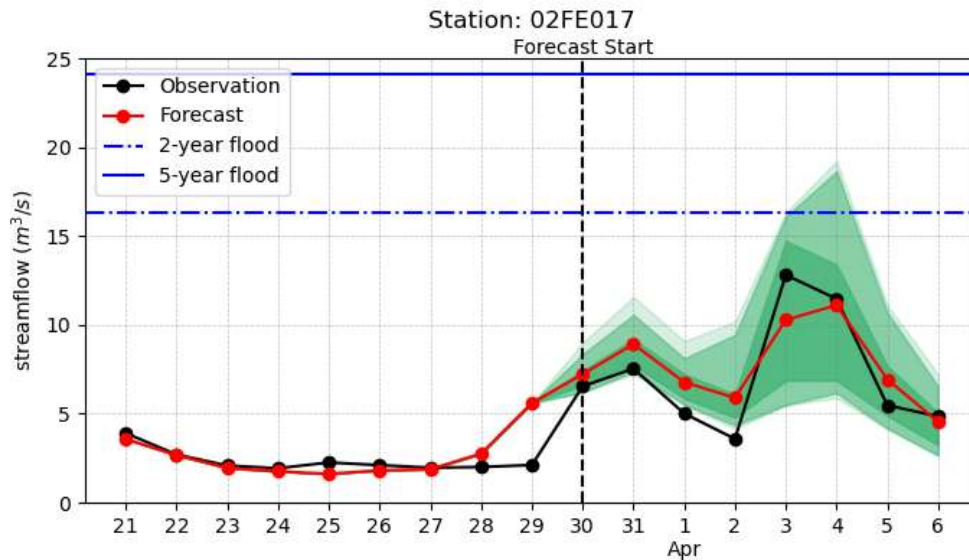 Station: 02FE017
Forecast Start
25
20
15
10
5
0
streamflow (m³/s)
Observation
Forecast
2-year flood
5-year flood
21 22 23 24 25 26 27 28 29 30 31 1 2 3 4 5 6
Apr